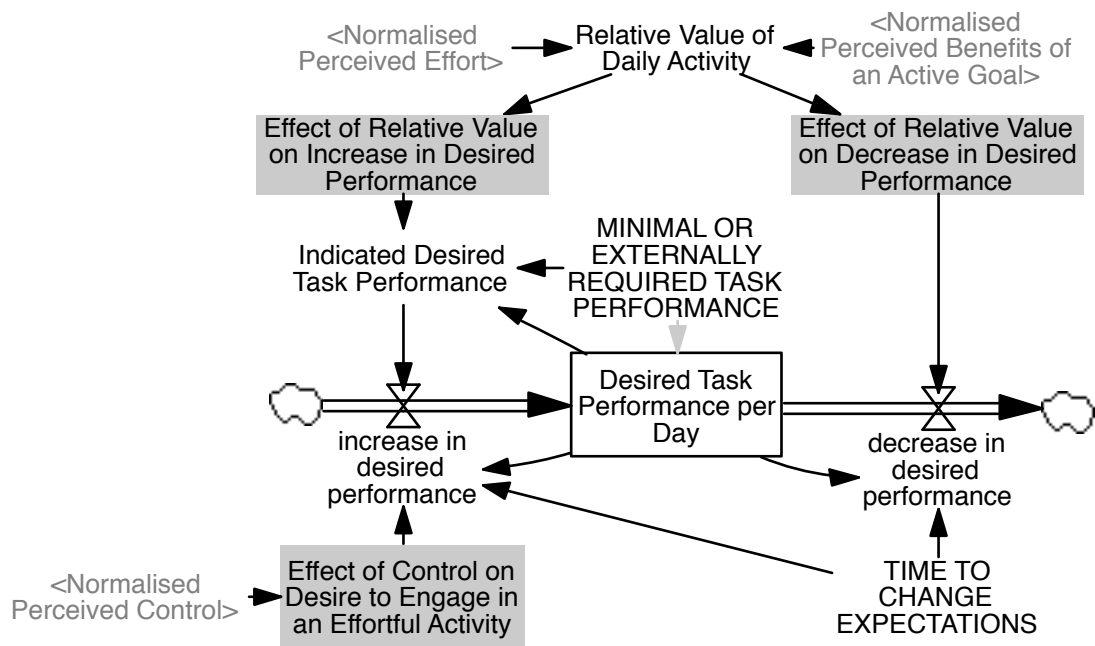 <Normalised
Perceived Effort>
Relative Value of
Daily Activity
<Normalised
Perceived Benefits of
an Active Goal>
Effect of Relative Value
on Increase in Desired
Performance
Effect of Relative Value
on Decrease in Desired
Performance
Indicated Desired
Task Performance
MINIMAL OR
EXTERNALLY
REQUIRED TASK
PERFORMANCE
Desired Task
Performance per
Day
increase in
desired
performance
decrease in
desired
performance
<Normalised
Perceived Control>
Effect of Control on
Desire to Engage in
an Effortful Activity
TIME TO
CHANGE
EXPECTATIONS